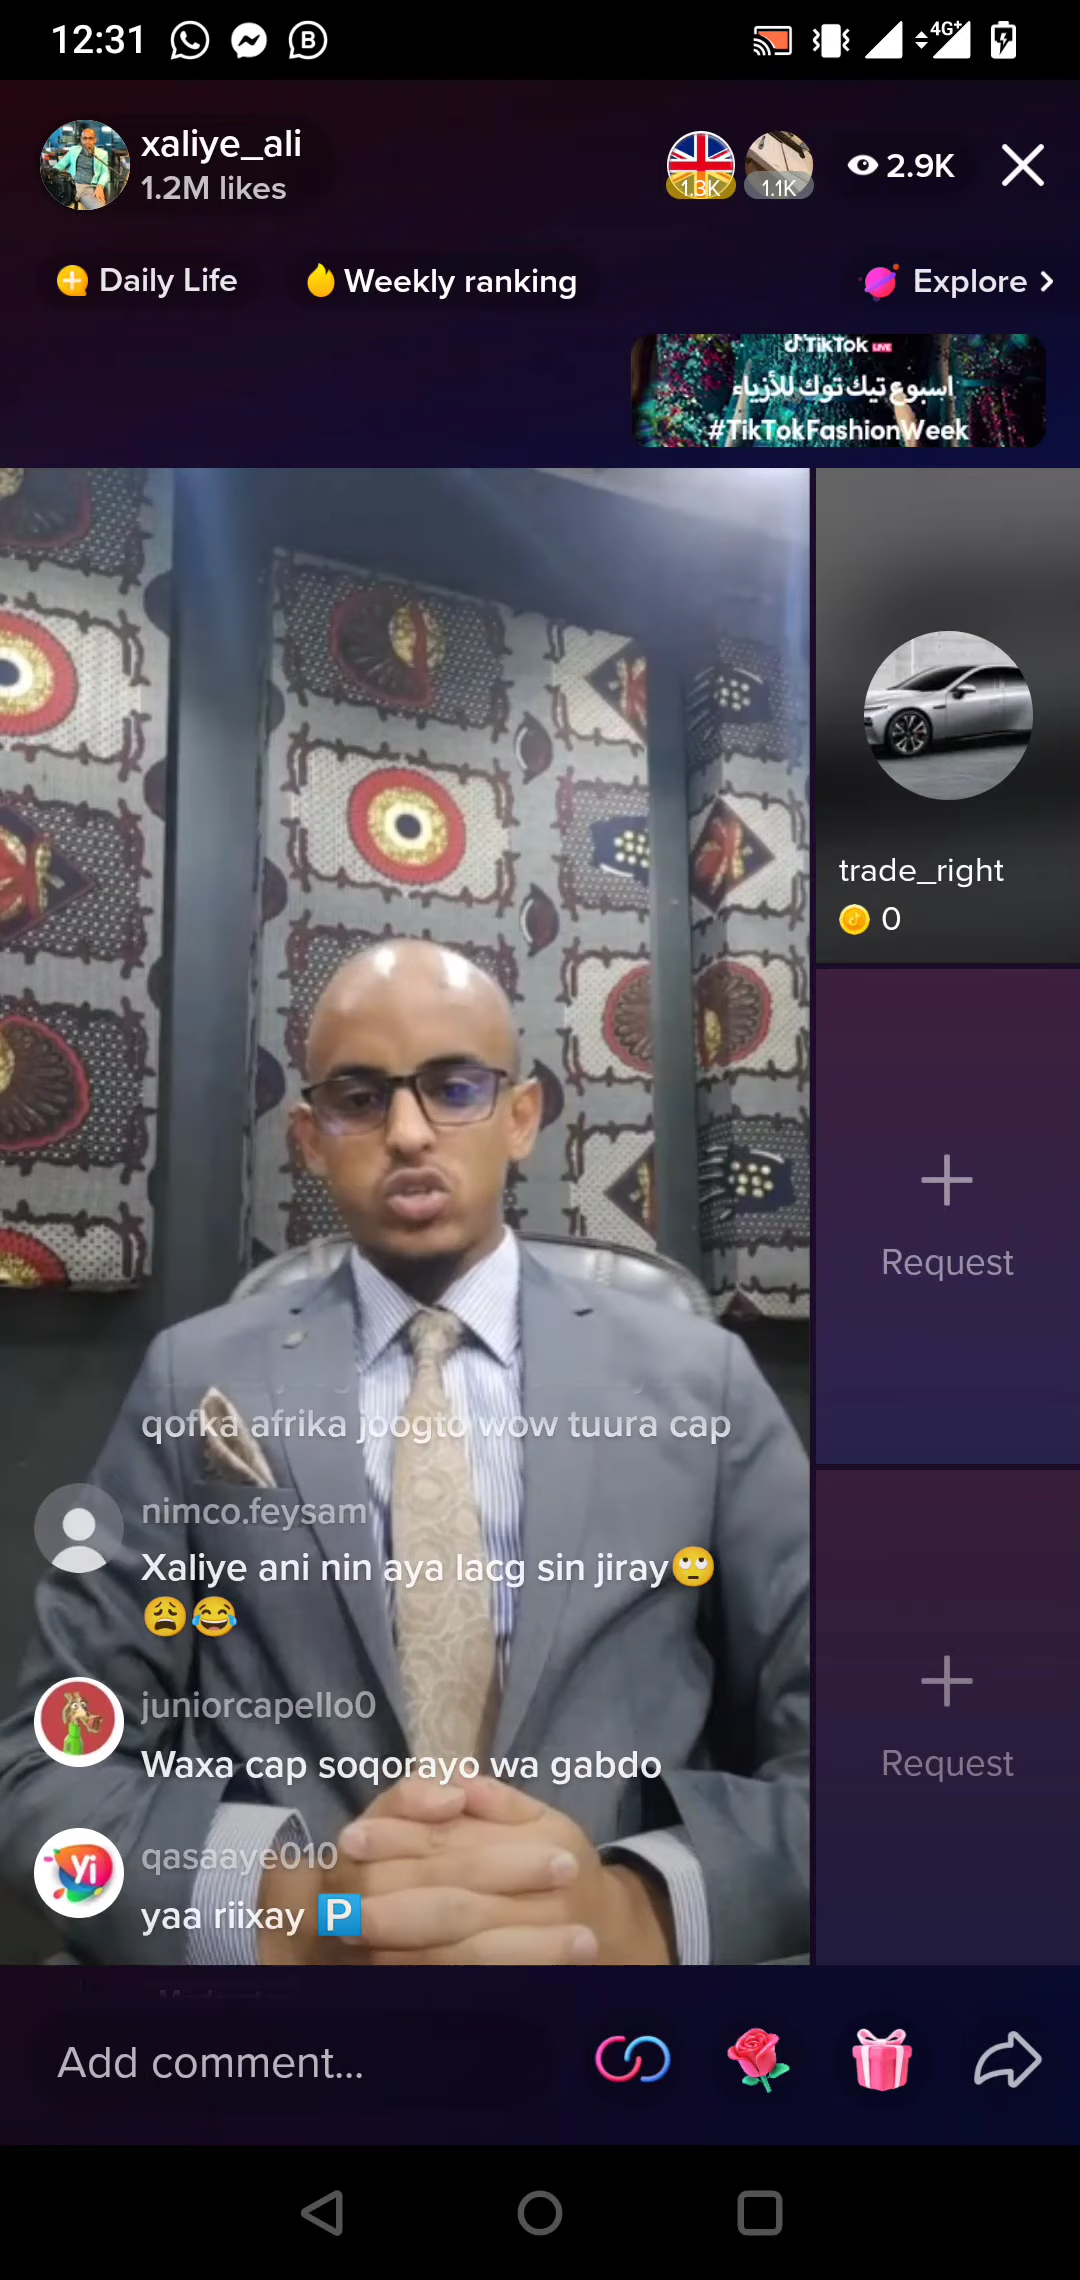 12:31
B
4G+
xaliye_ali
1.2M likes
1.3K
1.1K
2.9K
Daily Life
Weekly ranking
Explore
TikTok LIVE
اسبوع تيك توك للأزياء
#TikTokFashionWeek
trade_right
0
Request
Request
qofka afrika joogto wow tuura cap
nimco.feysam
Xaliye ani nin aya lacg sin jiray🙄
😩😂
juniorcapello0
Waxa cap soqorayo wa gabdo
Yi
qasaaye010
yaa riixay 🅿️
Add comment...